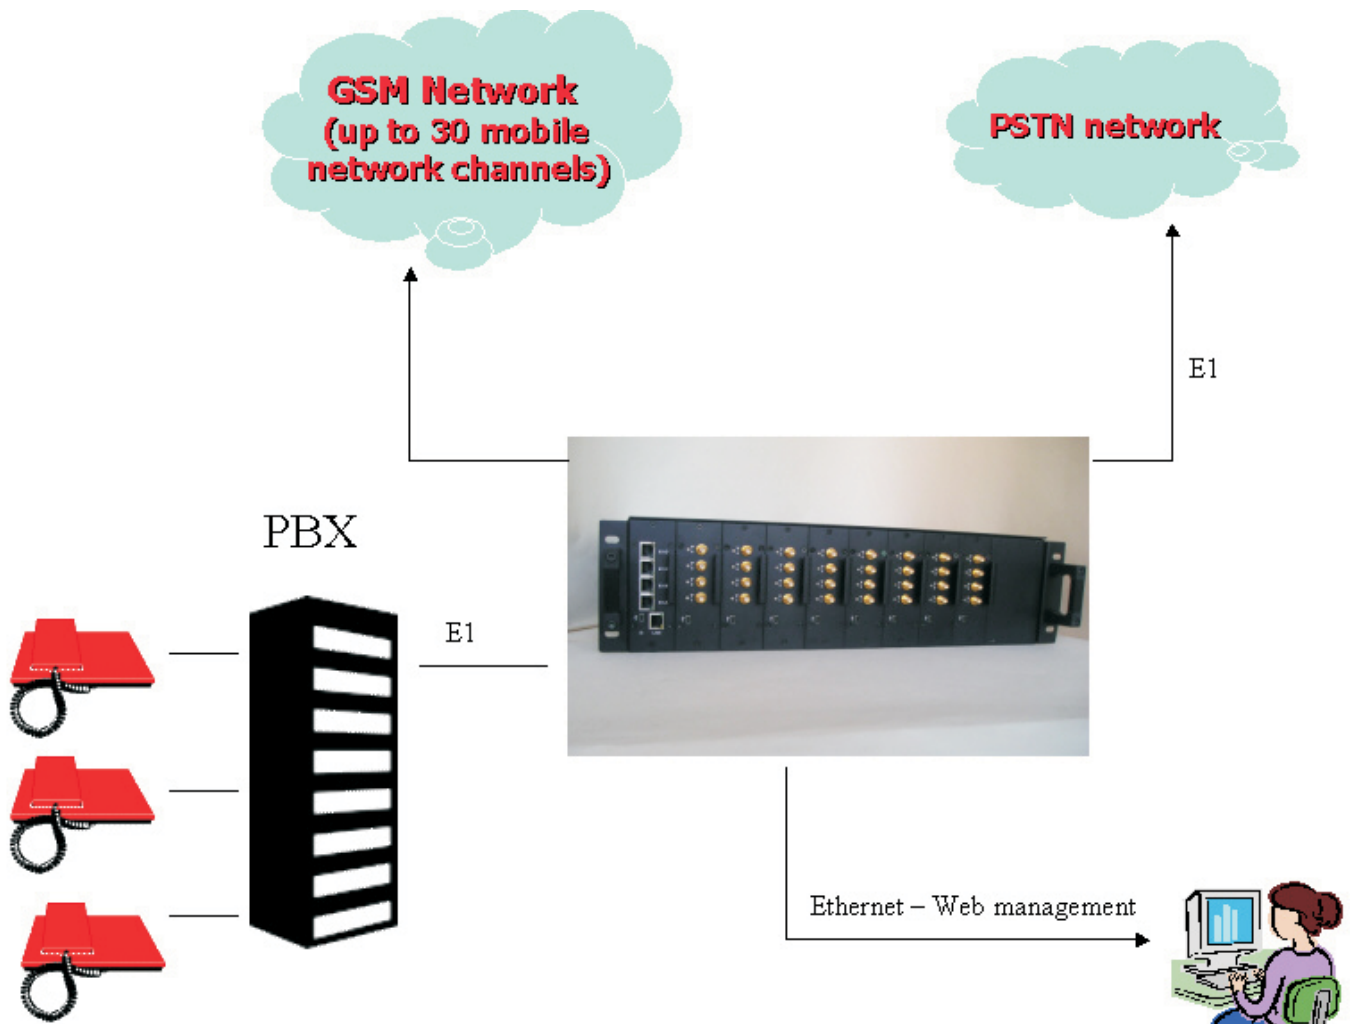 GSM Network
(up to 30 mobile
network channels)
PSTN network
E1
PBX
E1
Ethernet – Web management